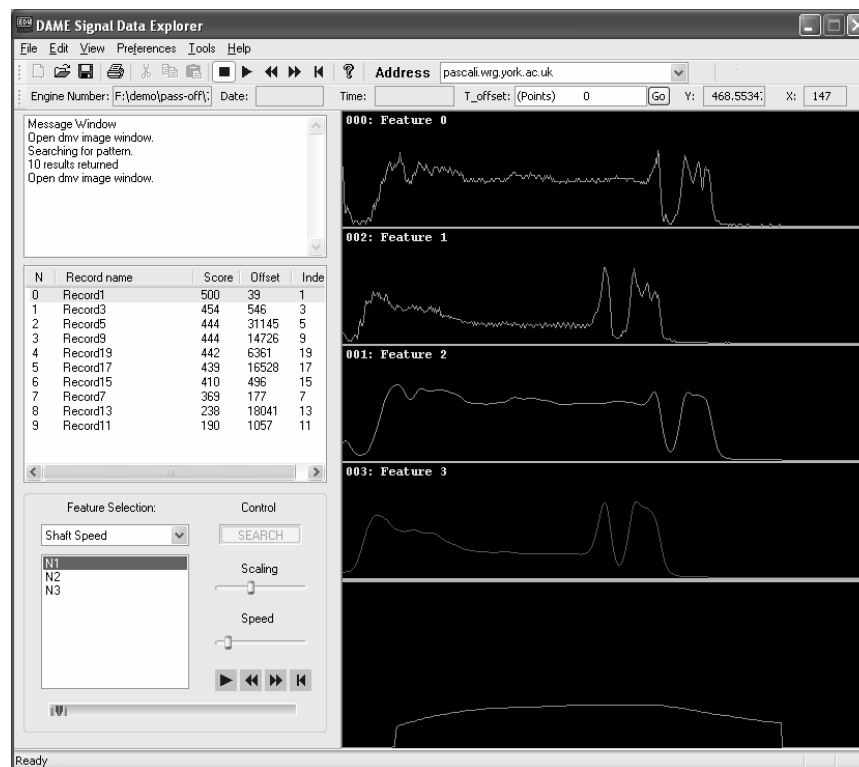 DAME Signal Data Explorer
File Edit View Preferences Tools Help
Address pascali.wrg.york.ac.uk
Engine Number: F:\demo\pass-off\ Date: Time: T_offset: (Points) 0 Go Y: 468.5534 X: 147
Message Window
Open dmv image window.
Searching for pattern.
10 results returned
Open dmv image window.
N Record name Score Offset Inde
0 Record1 500 39 1
1 Record3 454 546 3
2 Record5 444 31145 5
3 Record9 444 14726 9
4 Record19 442 6361 19
5 Record17 439 16528 17
6 Record15 410 496 15
7 Record7 369 177 7
8 Record13 238 18041 13
9 Record11 190 1057 11
Feature Selection: Control
Shaft Speed SEARCH
N1
N2
N3
Scaling
Speed
000: Feature 0
002: Feature 1
001: Feature 2
003: Feature 3
Ready